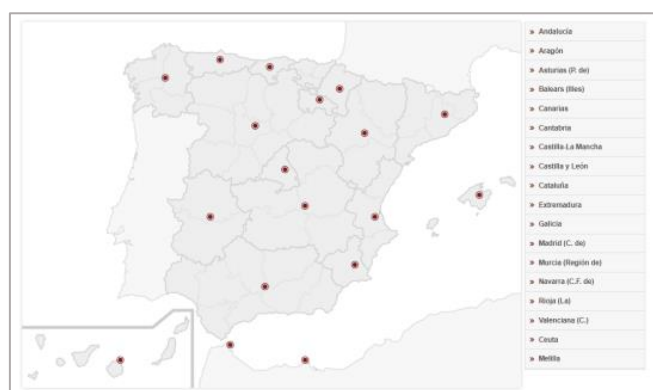 » Andalucía
» Aragón
» Asturias (P. de)
» Balears (Illes)
» Canarias
» Cantabria
» Castilla-La Mancha
» Castilla y León
» Cataluña
» Extremadura
» Galicia
» Madrid (C. de)
» Murcia (Región de)
» Navarra (C.F. de)
» Rioja (La)
» Valenciana (C.)
» Ceuta
» Melilla